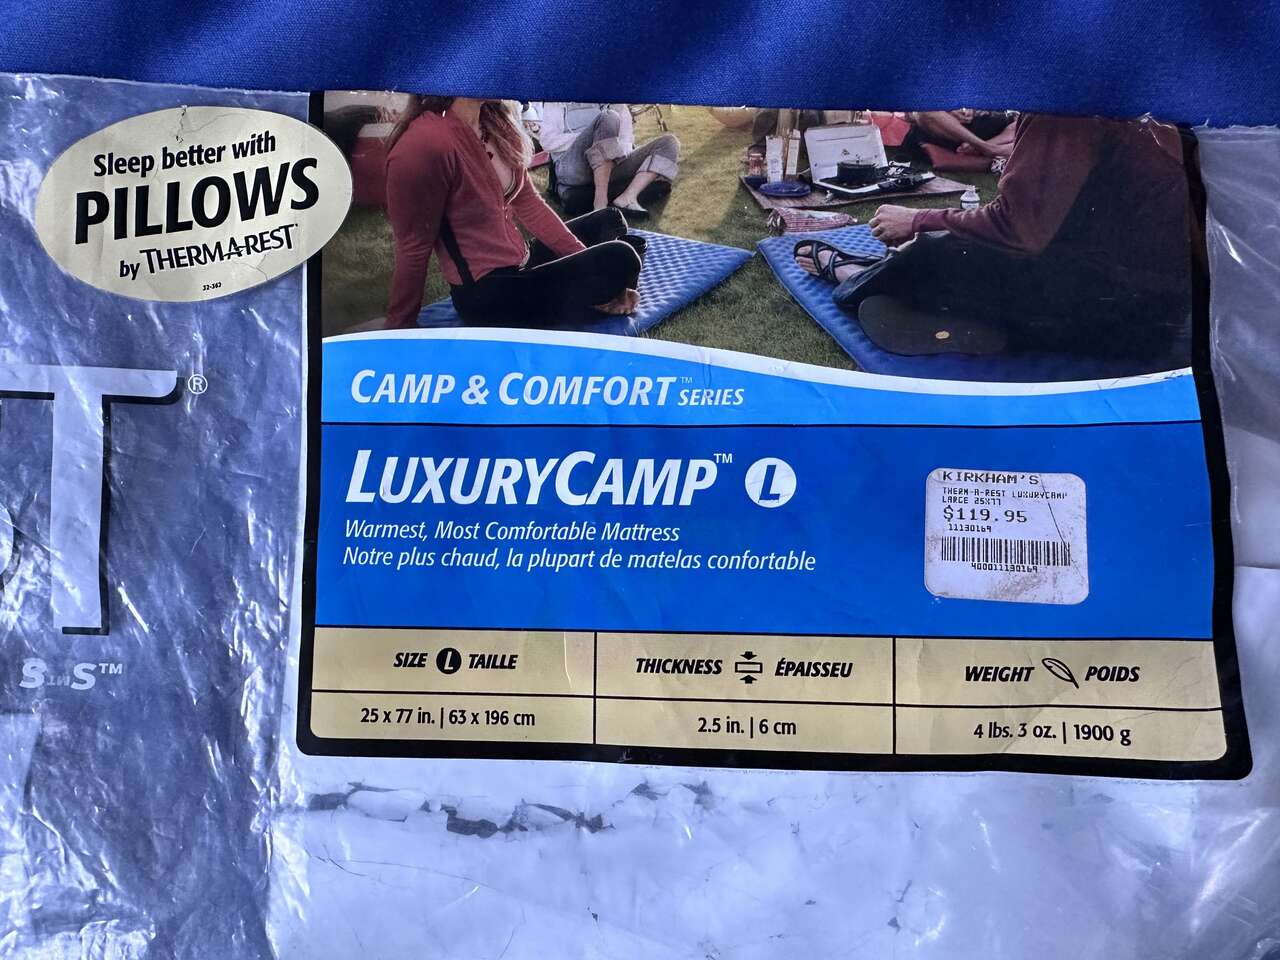 Sleep better with
PILLOWS
by THERM-A-REST®
32-363
T®
CAMP & COMFORT™ SERIES
LUXURYCAMP™ L
Warmest, Most Comfortable Mattress
Notre plus chaud, la plupart de matelas confortable
KIRKHAM'S
THERM-A-REST LUXURYCAMP
LARGE 25X77
$119.95
11130169
400011130169
SIZE L TAILLE
THICKNESS ÉPAISSEU
WEIGHT POIDS
25 x 77 in. | 63 x 196 cm
2.5 in. | 6 cm
4 lbs. 3 oz. | 1900 g